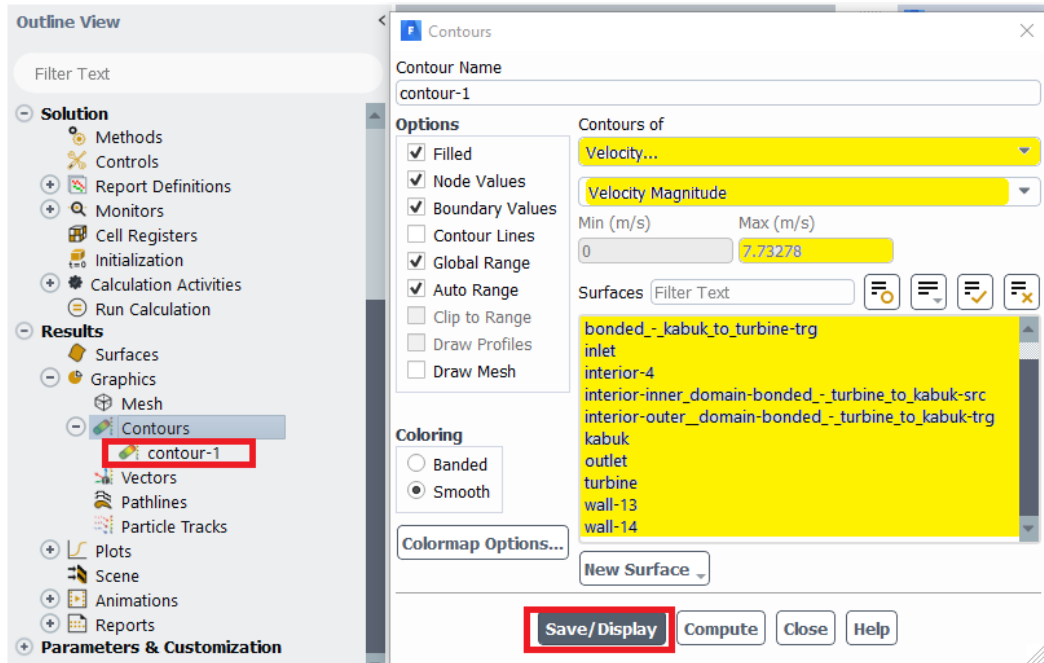 Outline View
Filter Text
Solution
Methods
Controls
Report Definitions
Monitors
Cell Registers
Initialization
Calculation Activities
Run Calculation
Results
Surfaces
Graphics
Mesh
Contours
contour-1
Vectors
Pathlines
Particle Tracks
Plots
Scene
Animations
Reports
Parameters & Customization
F Contours
Contour Name
contour-1
Options
Filled
Node Values
Boundary Values
Contour Lines
Global Range
Auto Range
Clip to Range
Draw Profiles
Draw Mesh
Coloring
Banded
Smooth
Colormap Options...
Contours of
Velocity...
Velocity Magnitude
Min (m/s) Max (m/s)
0 7.73278
Surfaces Filter Text
bonded_-_kabuk_to_turbine-trg
inlet
interior-4
interior-inner_domain-bonded_-_turbine_to_kabuk-src
interior-outer__domain-bonded_-_turbine_to_kabuk-trg
kabuk
outlet
turbine
wall-13
wall-14
New Surface
Save/Display Compute Close Help